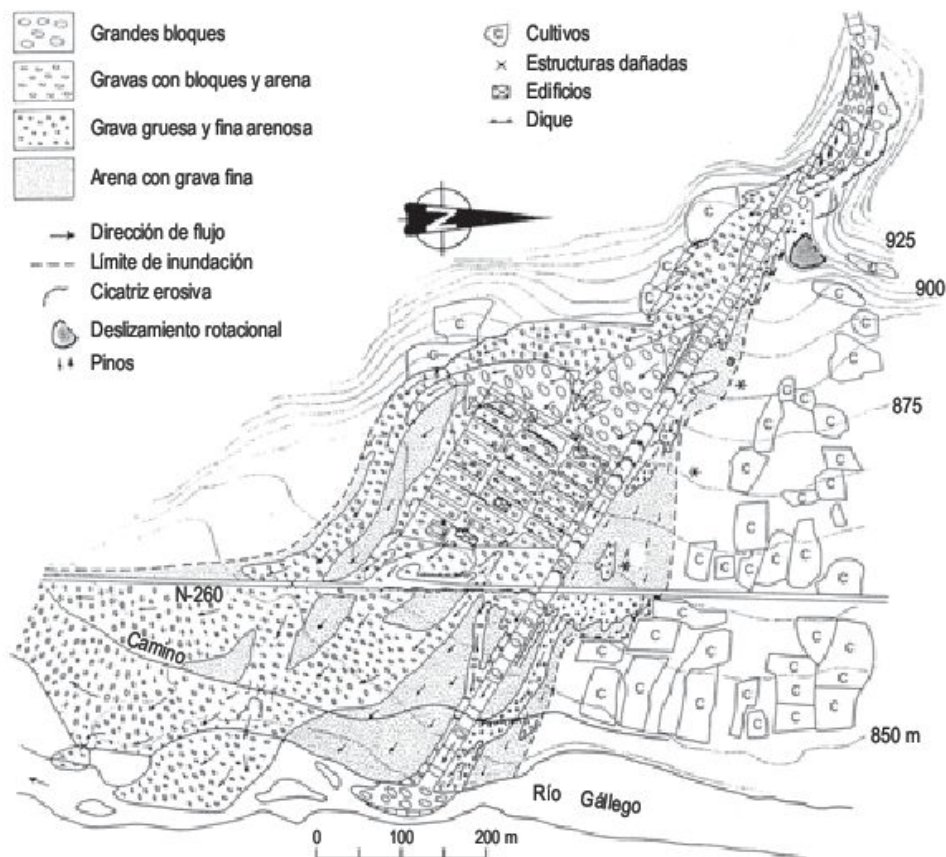 Grandes bloques
Gravas con bloques y arena
Grava gruesa y fina arenosa
Arena con grava fina
Dirección de flujo
Límite de inundación
Cicatriz erosiva
Deslizamiento rotacional
Pinos
C Cultivos
Estructuras dañadas
Edificios
Dique
N
925
900
875
N-260
Camino
850 m
Río Gállego
0 100 200 m